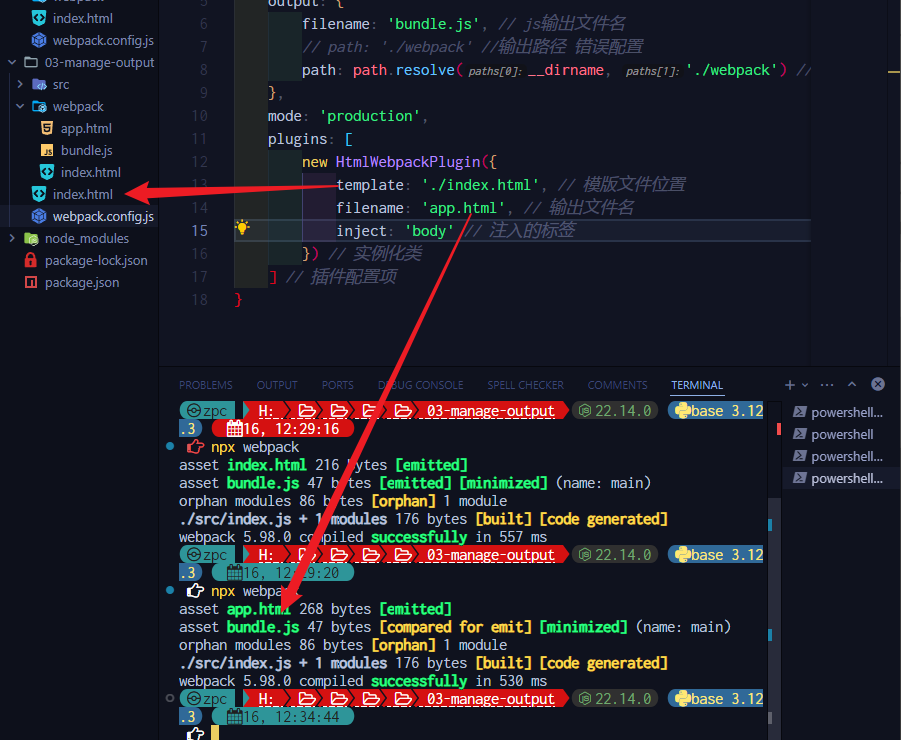 index.html
webpack.config.js
03-manage-output
src
webpack
app.html
bundle.js
index.html
index.html
webpack.config.js
node_modules
package-lock.json
package.json
5 output: {
6 filename: 'bundle.js', // js输出文件名
7 // path: './webpack' //输出路径 错误配置
8 path: path.resolve( paths[0]: __dirname, paths[1]: './webpack') //
9 },
10 mode: 'production',
11 plugins: [
12 new HtmlWebpackPlugin({
13 template: './index.html', // 模版文件位置
14 filename: 'app.html', // 输出文件名
15 inject: 'body' // 注入的标签
16 }) // 实例化类
17 ] // 插件配置项
18 }
PROBLEMS OUTPUT PORTS DEBUG CONSOLE SPELL CHECKER COMMENTS TERMINAL
zpc H: 03-manage-output 22.14.0 base 3.12
.3 16, 12:29:16
npx webpack
asset index.html 216 bytes [emitted]
asset bundle.js 47 bytes [emitted] [minimized] (name: main)
orphan modules 86 bytes [orphan] 1 module
./src/index.js + 1 modules 176 bytes [built] [code generated]
webpack 5.98.0 compiled successfully in 557 ms
zpc H: 03-manage-output 22.14.0 base 3.12
.3 16, 12:29:20
npx webpack
asset app.html 268 bytes [emitted]
asset bundle.js 47 bytes [compared for emit] [minimized] (name: main)
orphan modules 86 bytes [orphan] 1 module
./src/index.js + 1 modules 176 bytes [built] [code generated]
webpack 5.98.0 compiled successfully in 530 ms
zpc H: 03-manage-output 22.14.0 base 3.12
.3 16, 12:34:44
powershell...
powershell
powershell...
powershell...